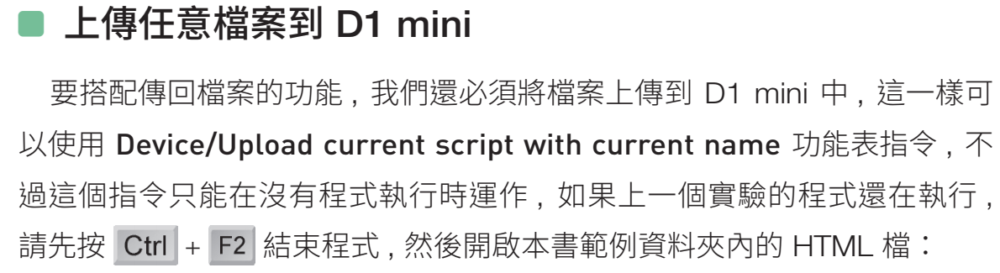 上傳任意檔案到 D1 mini
要搭配傳回檔案的功能，我們還必須將檔案上傳到 D1 mini 中，這一樣可
以使用 Device/Upload current script with current name 功能表指令，不
過這個指令只能在沒有程式執行時運作，如果上一個實驗的程式還在執行，
請先按 Ctrl + F2 結束程式，然後開啟本書範例資料夾內的 HTML 檔：